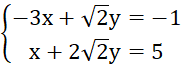 −3x + √2y = −1
x + 2√2y = 5